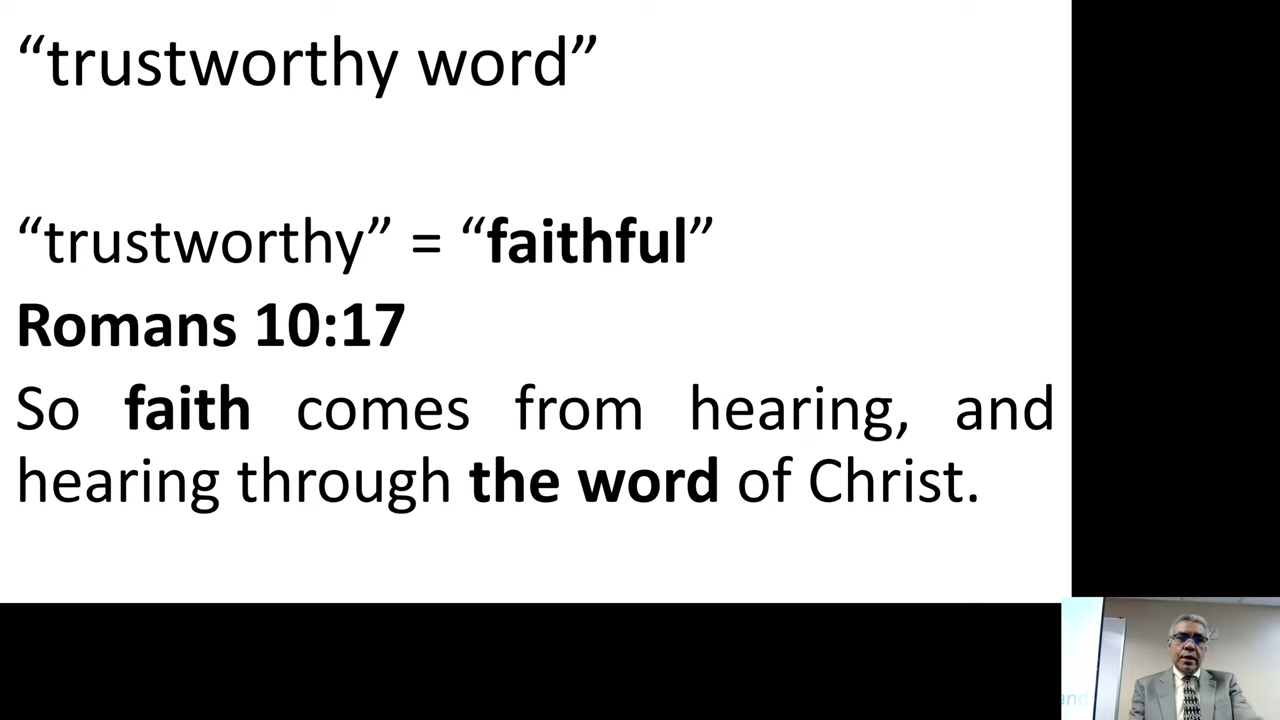 “trustworthy word”
“trustworthy” = “faithful”
Romans 10:17
So faith comes from hearing, and
hearing through the word of Christ.
and